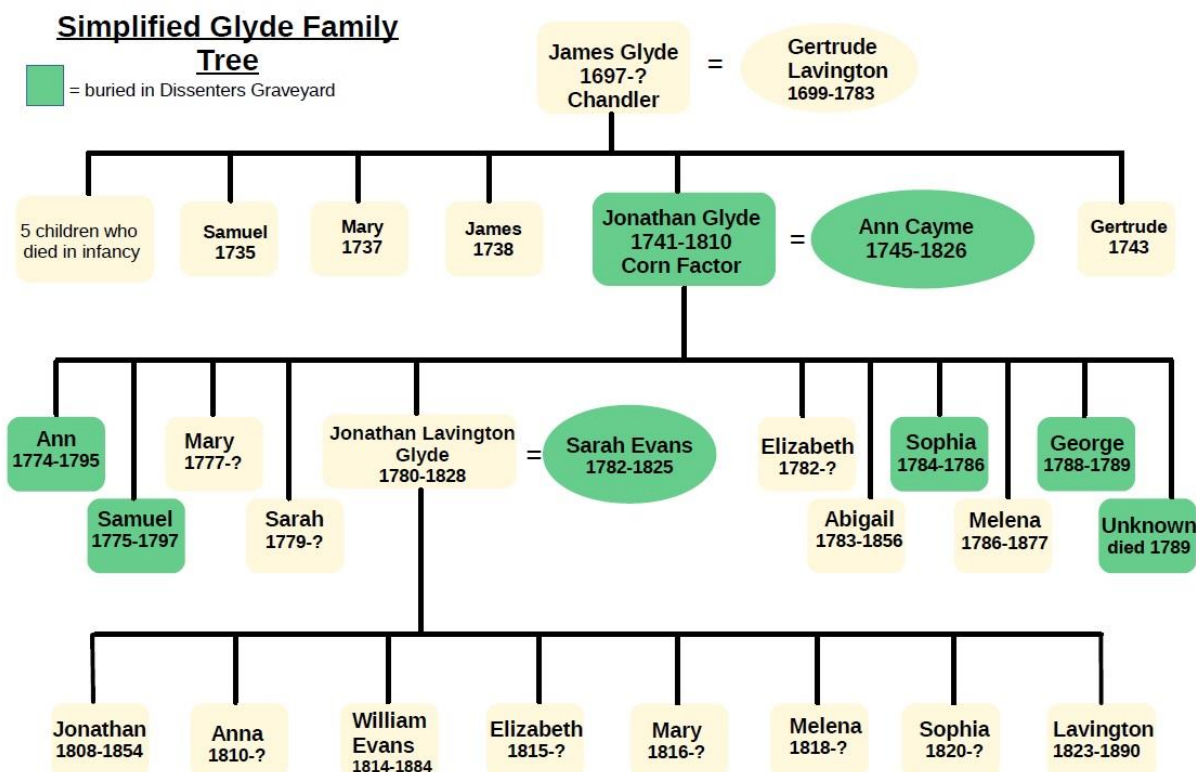 Simplified Glyde Family
Tree
= buried in Dissenters Graveyard
James Glyde
1697-?
Chandler
=
Gertrude
Lavington
1699-1783
5 children who
died in infancy
Samuel
1735
Mary
1737
James
1738
Jonathan Glyde
1741-1810
Corn Factor
=
Ann Cayme
1745-1826
Gertrude
1743
Ann
1774-1795
Samuel
1775-1797
Mary
1777-?
Sarah
1779-?
Jonathan Lavington
Glyde
1780-1828
=
Sarah Evans
1782-1825
Elizabeth
1782-?
Abigail
1783-1856
Sophia
1784-1786
Melena
1786-1877
George
1788-1789
Unknown
died 1789
Jonathan
1808-1854
Anna
1810-?
William
Evans
1814-1884
Elizabeth
1815-?
Mary
1816-?
Melena
1818-?
Sophia
1820-?
Lavington
1823-1890